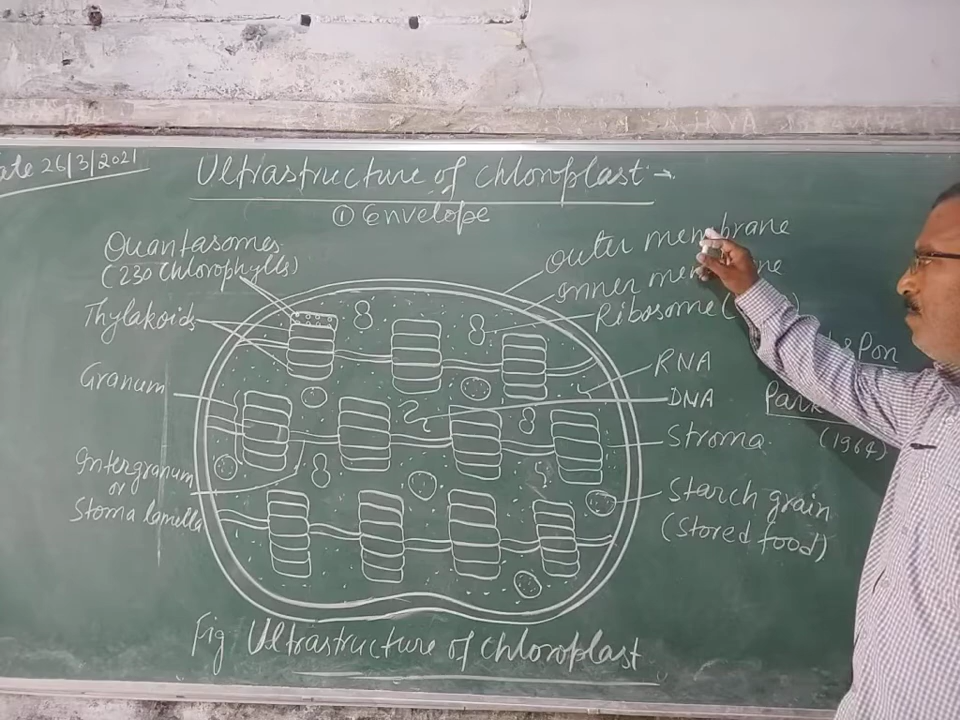 Date 26/3/2021
Ultrastructure of chloroplast →
① Envelope
Quantasomes
(230 chlorophylls)
Thylakoids
Granum
Intergranum
or
Stoma lamella
Outer membrane
Inner membrane
Ribosome
RNA
DNA
Stroma
Starch grain
(Stored food)
& Pon
Park
(1964)
Fig Ultrastructure of chloroplast